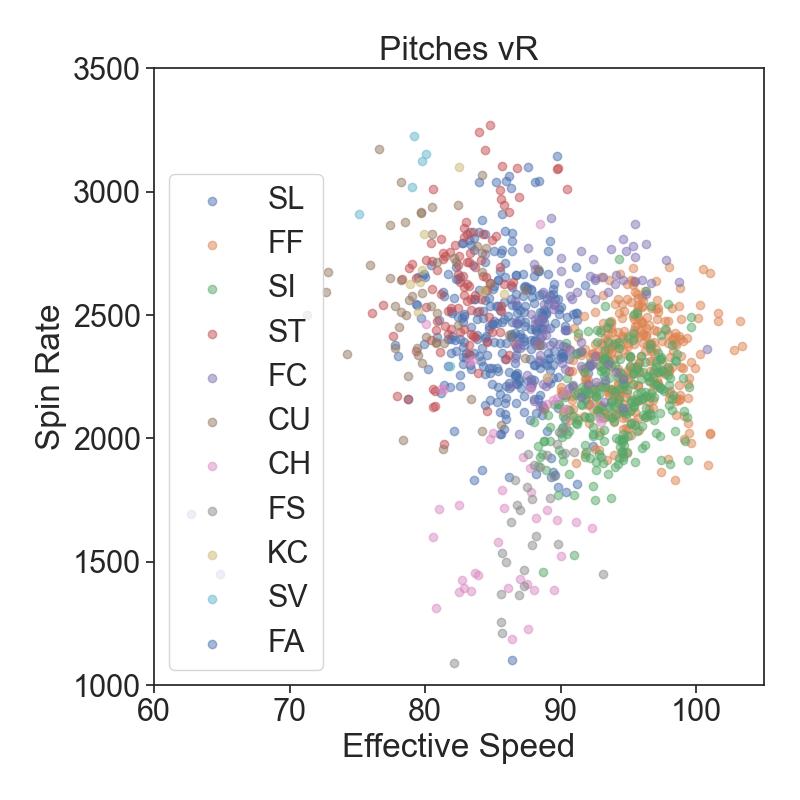 Pitches vR
3500
3000
2500
2000
1500
1000
Spin Rate
SL
FF
SI
ST
FC
CU
CH
FS
KC
SV
FA
60 70 80 90 100
Effective Speed